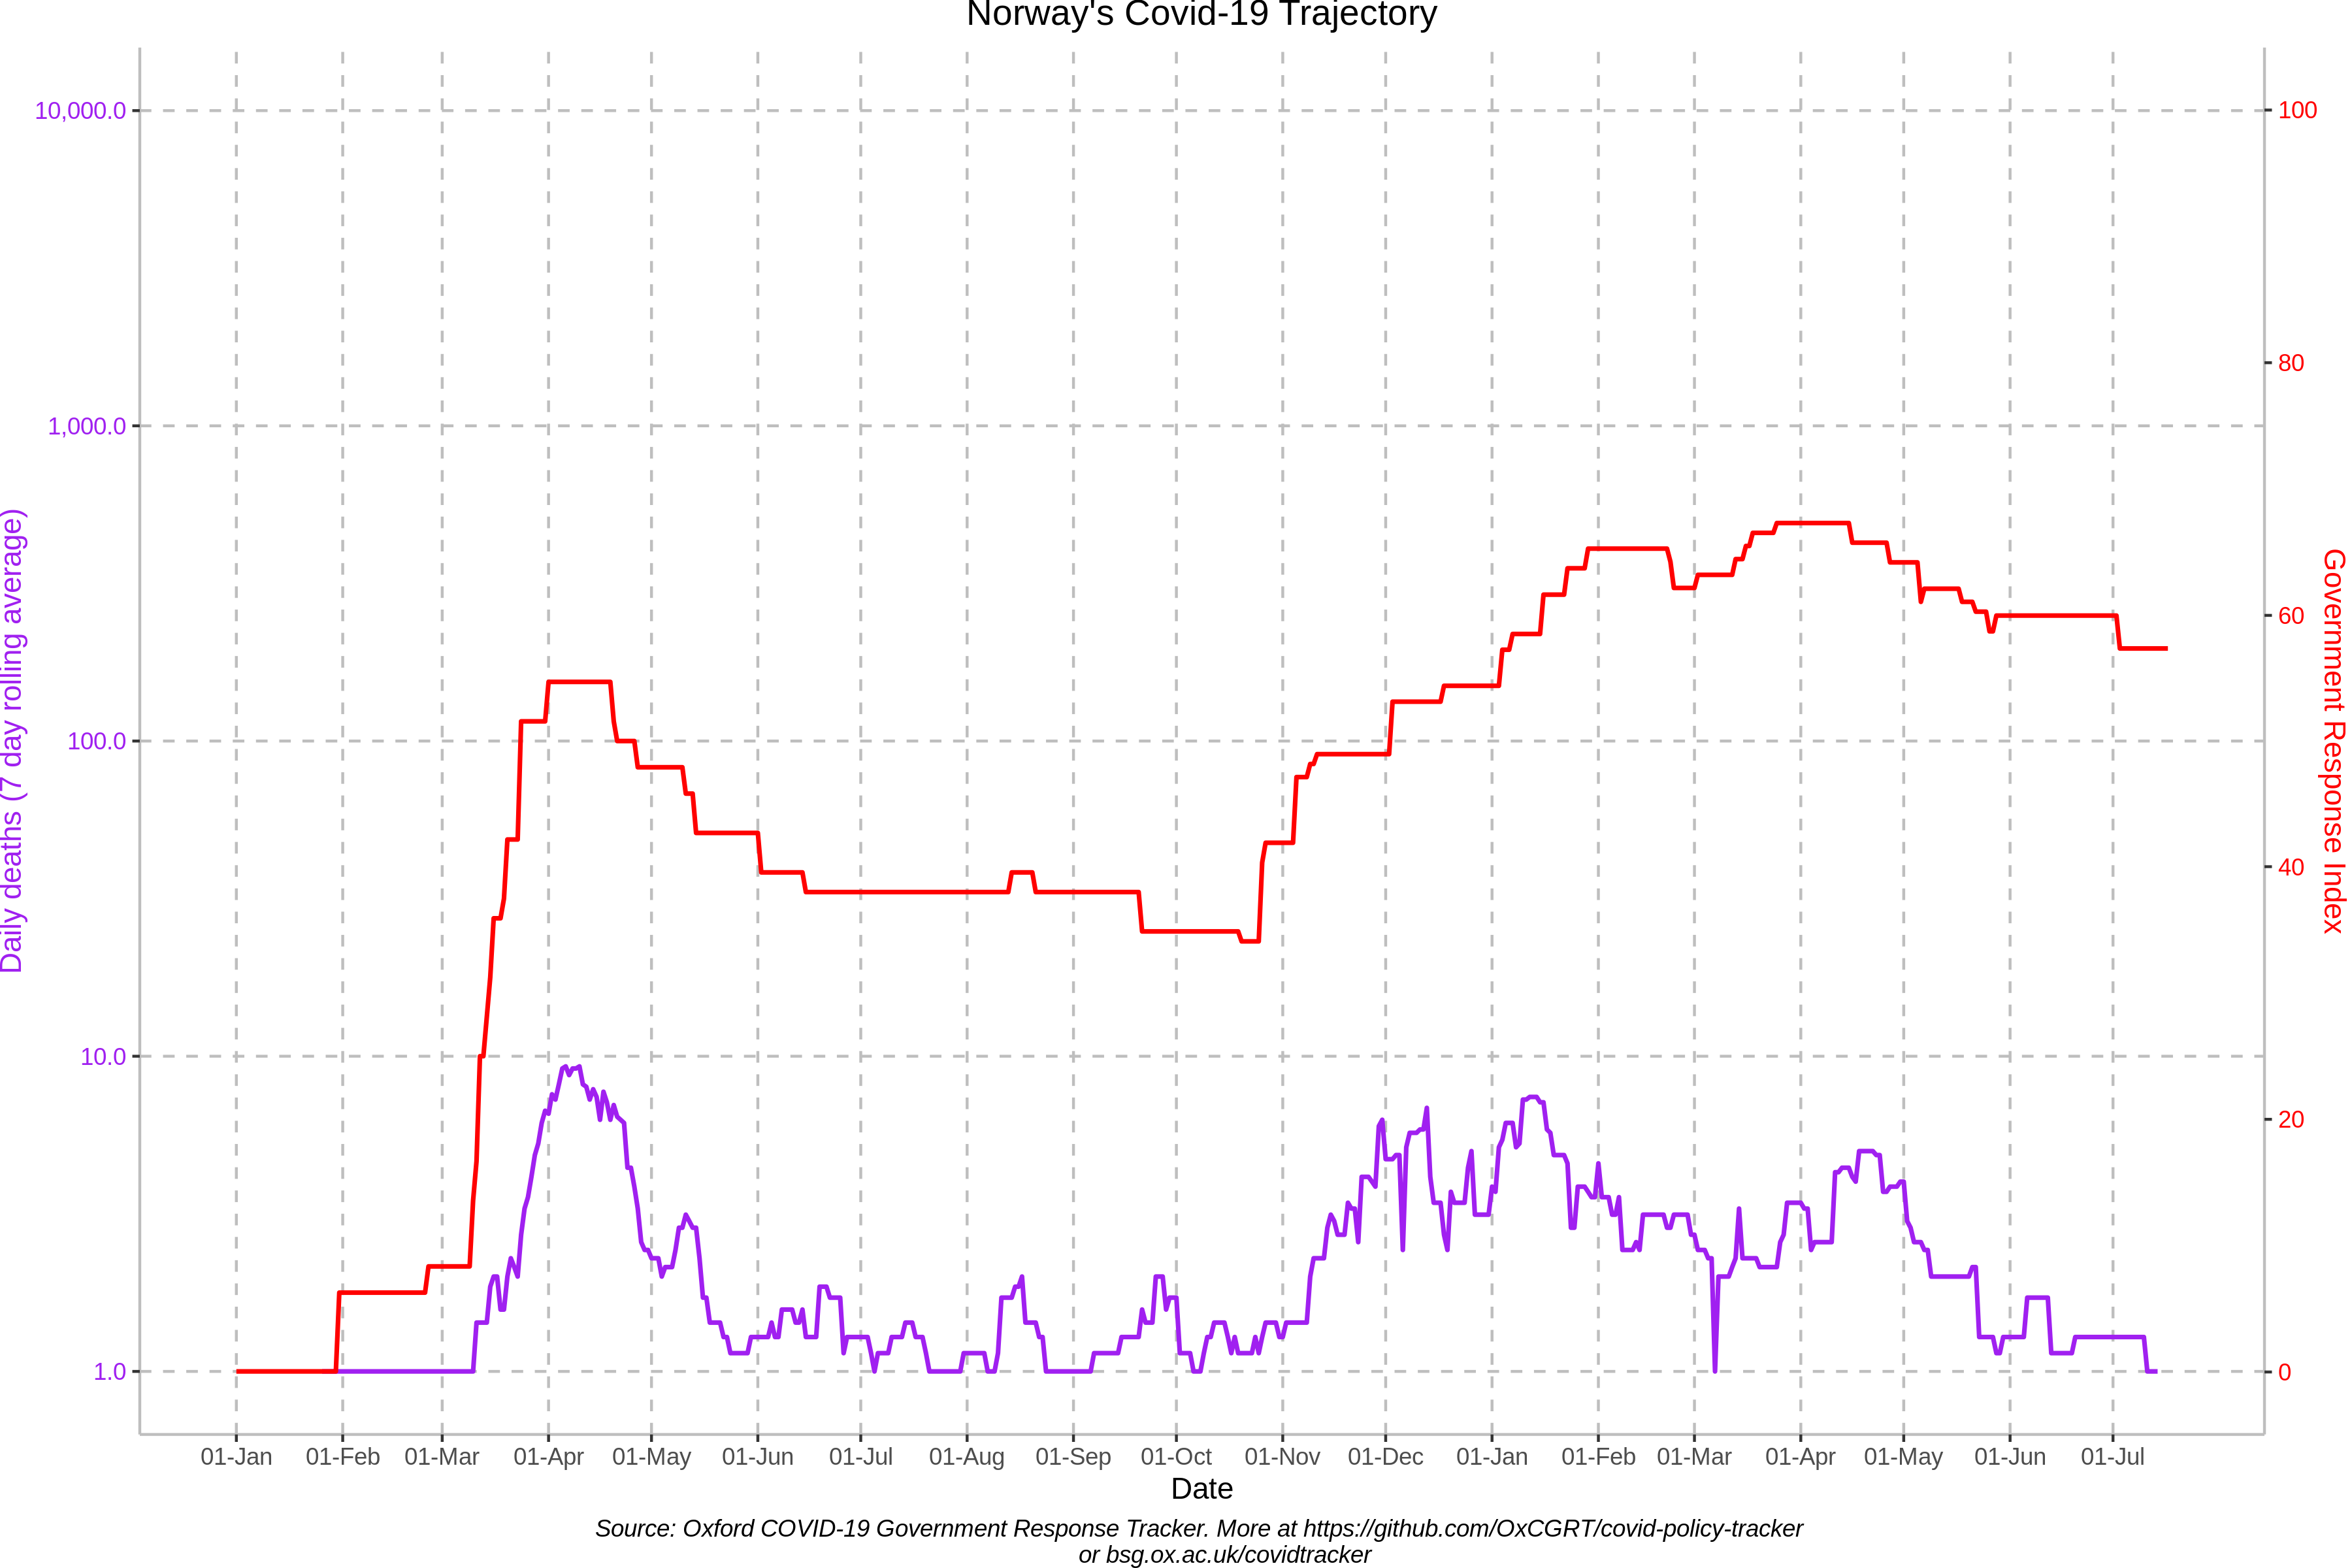 Norway's Covid-19 Trajectory
10,000.0
1,000.0
100.0
10.0
1.0
Daily deaths (7 day rolling average)
100
80
60
40
20
0
Government Response Index
01-Jan
01-Feb
01-Mar
01-Apr
01-May
01-Jun
01-Jul
01-Aug
01-Sep
01-Oct
01-Nov
01-Dec
01-Jan
01-Feb
01-Mar
01-Apr
01-May
01-Jun
01-Jul
Date
Source: Oxford COVID-19 Government Response Tracker. More at https://github.com/OxCGRT/covid-policy-tracker
or bsg.ox.ac.uk/covidtracker